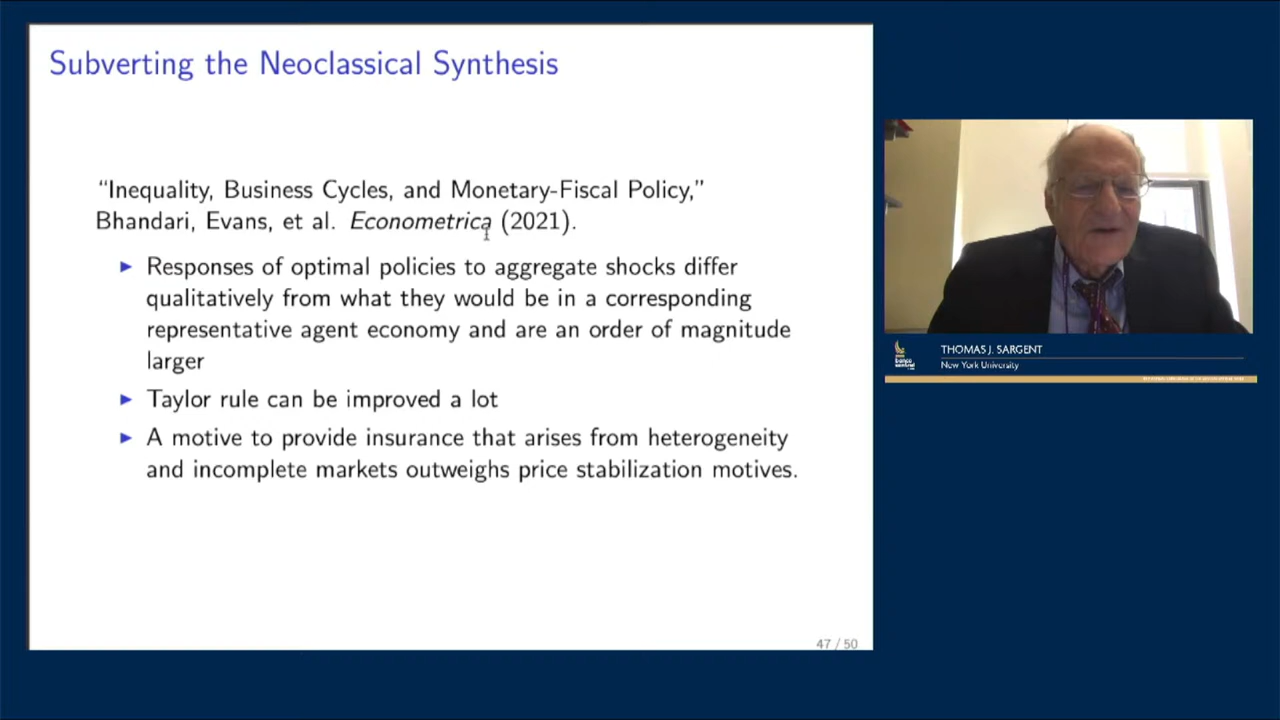 Subverting the Neoclassical Synthesis
“Inequality, Business Cycles, and Monetary-Fiscal Policy,”
Bhandari, Evans, et al. Econometrica (2021).
Responses of optimal policies to aggregate shocks differ
qualitatively from what they would be in a corresponding
representative agent economy and are an order of magnitude
larger
Taylor rule can be improved a lot
A motive to provide insurance that arises from heterogeneity
and incomplete markets outweighs price stabilization motives.
47 / 50
THOMAS J. SARGENT
New York University
banco
central